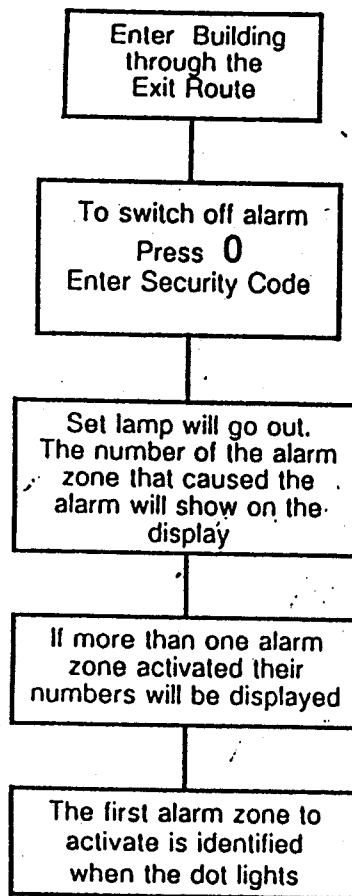 Enter Building
through the
Exit Route
To switch off alarm
Press 0
Enter Security Code
Set lamp will go out.
The number of the alarm
zone that caused the
alarm will show on the
display
If more than one alarm
zone activated their
numbers will be displayed
The first alarm zone to
activate is identified
when the dot lights